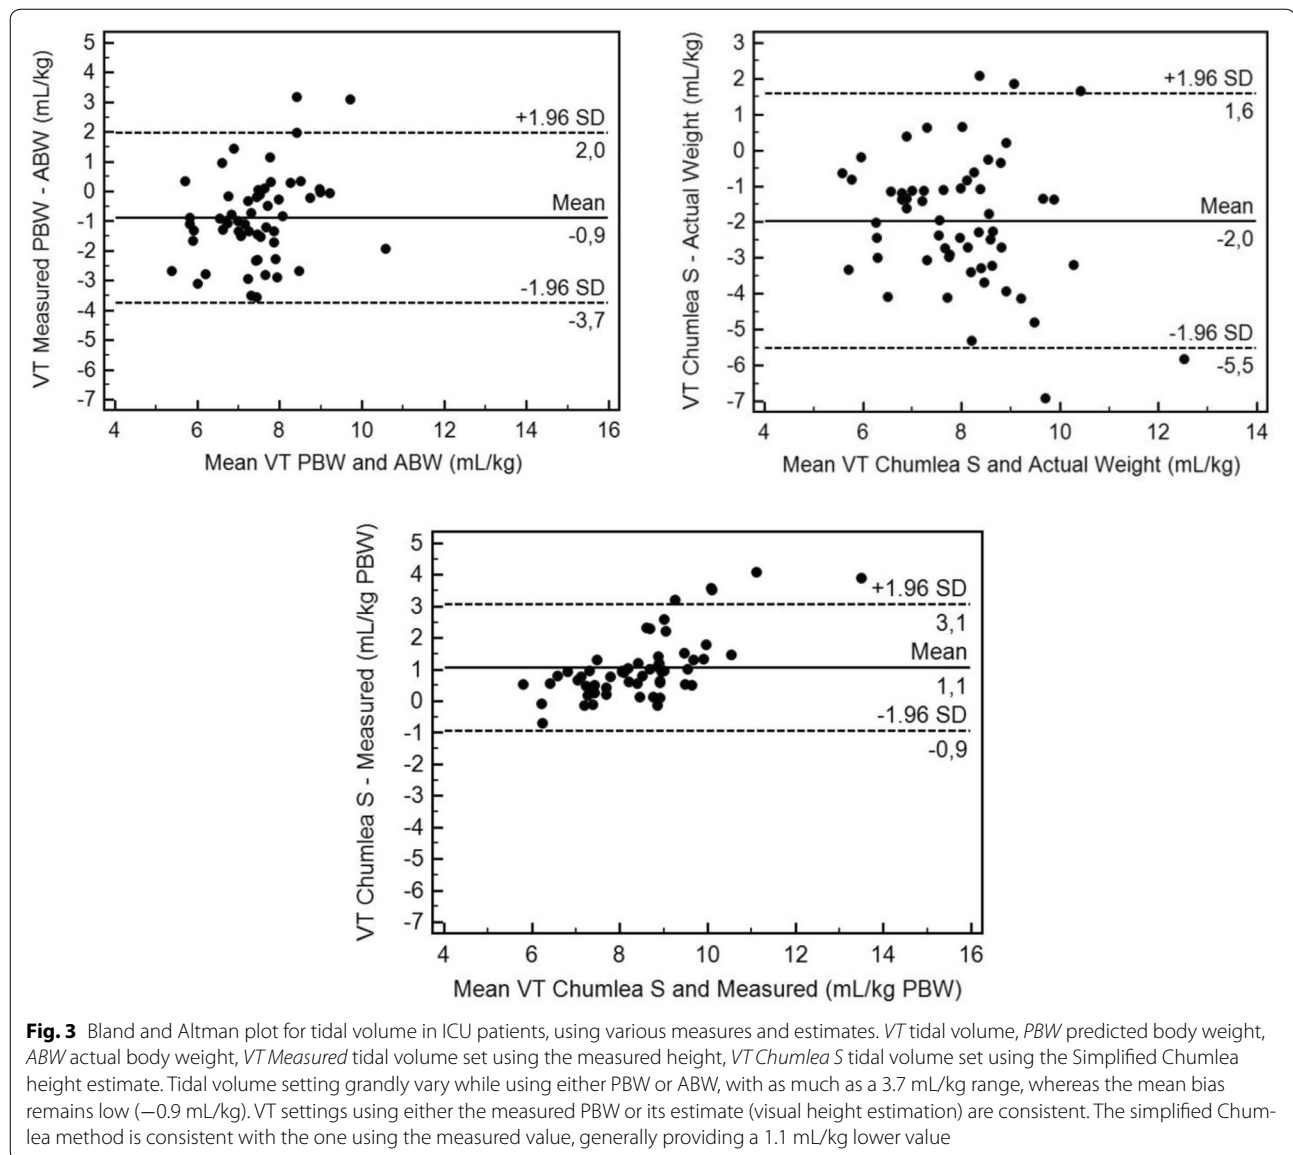 VT Measured PBW - ABW (mL/kg)
5
4
3
2
1
0
-1
-2
-3
-4
-5
-6
-7
+1.96 SD
2,0
Mean
-0,9
-1.96 SD
-3,7
4 6 8 10 12 14 16
Mean VT PBW and ABW (mL/kg)
VT Chumlea S - Actual Weight (mL/kg)
3
2
1
0
-1
-2
-3
-4
-5
-6
-7
+1.96 SD
1,6
Mean
-2,0
-1.96 SD
-5,5
4 6 8 10 12 14
Mean VT Chumlea S and Actual Weight (mL/kg)
VT Chumlea S - Measured (mL/kg PBW)
5
4
3
2
1
0
-1
-2
-3
-4
-5
-6
-7
+1.96 SD
3,1
Mean
1,1
-1.96 SD
-0,9
4 6 8 10 12 14 16
Mean VT Chumlea S and Measured (mL/kg PBW)
Fig. 3 Bland and Altman plot for tidal volume in ICU patients, using various measures and estimates. VT tidal volume, PBW predicted body weight,
ABW actual body weight, VT Measured tidal volume set using the measured height, VT Chumlea S tidal volume set using the Simplified Chumlea
height estimate. Tidal volume setting grandly vary while using either PBW or ABW, with as much as a 3.7 mL/kg range, whereas the mean bias
remains low (−0.9 mL/kg). VT settings using either the measured PBW or its estimate (visual height estimation) are consistent. The simplified Chum-
lea method is consistent with the one using the measured value, generally providing a 1.1 mL/kg lower value